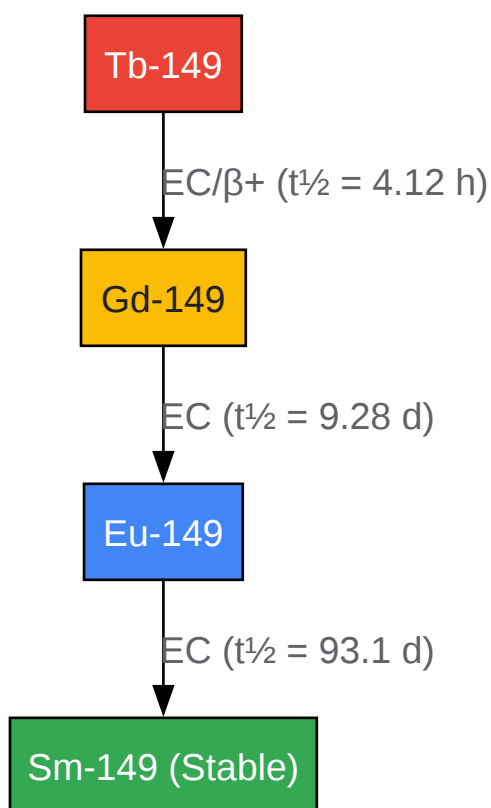 Tb-149
EC/β+ (t½ = 4.12 h)
Gd-149
EC (t½ = 9.28 d)
Eu-149
EC (t½ = 93.1 d)
Sm-149 (Stable)